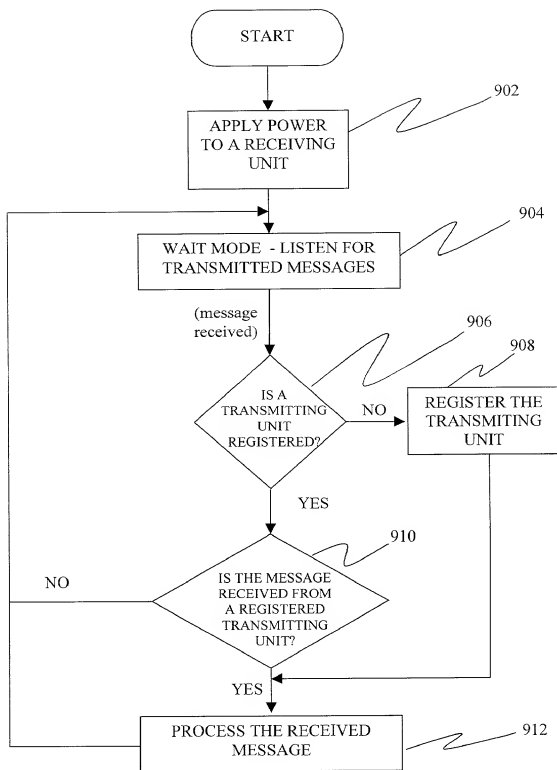 START
902
APPLY POWER
TO A RECEIVING
UNIT
904
WAIT MODE - LISTEN FOR
TRANSMITTED MESSAGES
(message
received)
906
908
IS A
TRANSMITTING
UNIT
REGISTERED?
NO
REGISTER THE
TRANSMITING
UNIT
YES
910
NO
IS THE MESSAGE
RECEIVED FROM
A REGISTERED
TRANSMITTING
UNIT?
YES
PROCESS THE RECEIVED
MESSAGE
912